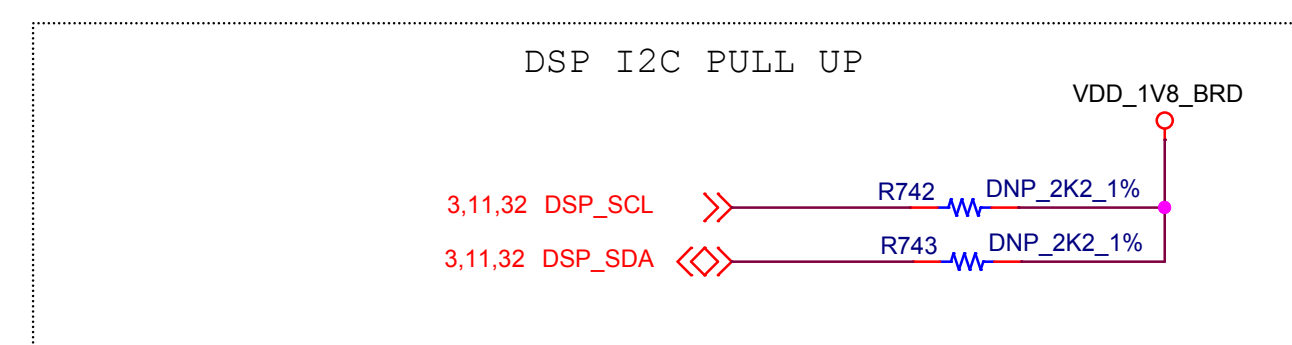 DSP I2C PULL UP
VDD_1V8_BRD
3,11,32 DSP_SCL R742 DNP_2K2_1%
3,11,32 DSP_SDA R743 DNP_2K2_1%